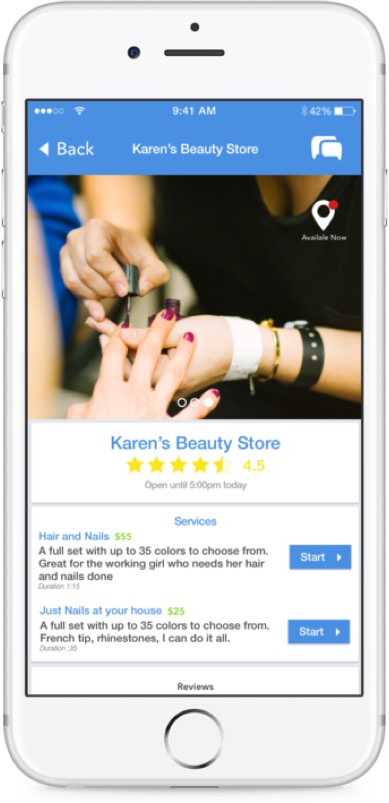 9:41 AM
42%
Back
Karen's Beauty Store
Availale Now
Karen's Beauty Store
4.5
Open until 5:00pm today
Services
Hair and Nails $55
A full set with up to 35 colors to choose from.
Great for the working girl who needs her hair
and nails done
Duration 1:15
Start
Just Nails at your house $25
A full set with up to 35 colors to choose from.
French tip, rhinestones, I can do it all.
Duration :35
Start
Reviews